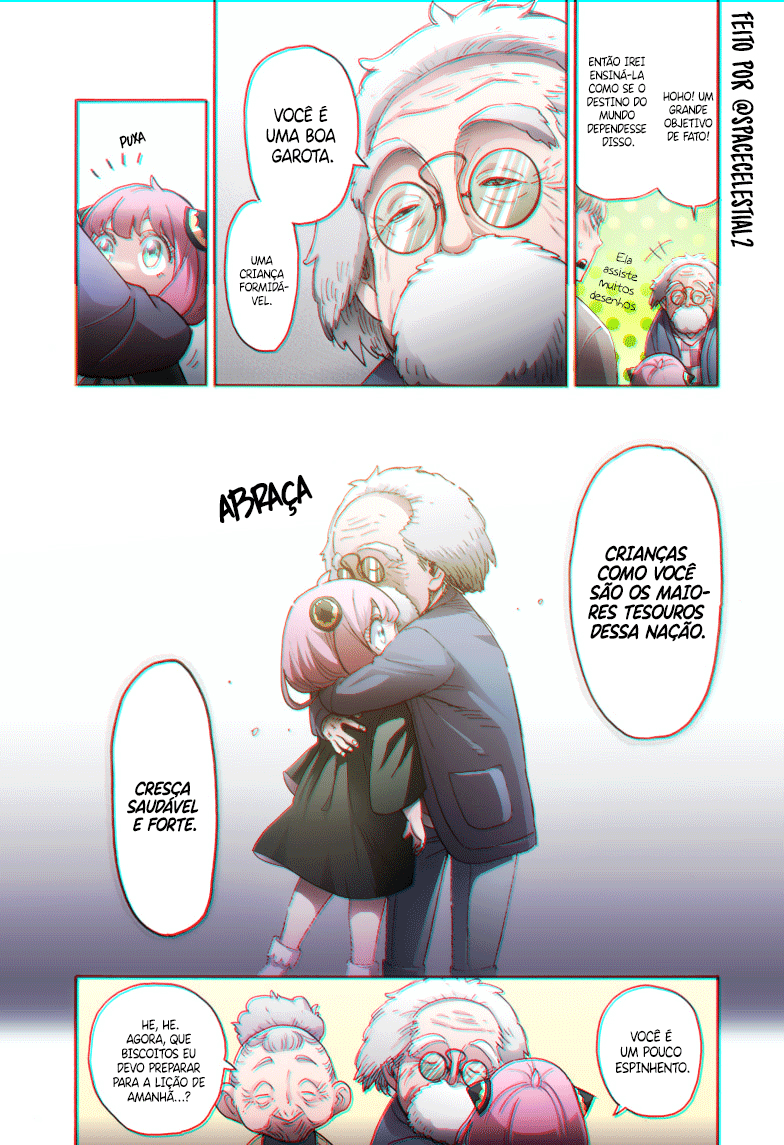 FEITO POR @SPACECELESTIAL2
HOHO! UM
GRANDE
OBJETIVO
DE FATO!
ENTÃO IREI
ENSINÁ-LA
COMO SE O
DESTINO DO
MUNDO
DEPENDESSE
DISSO.
Ela
assiste
muitos
desenhos
VOCÊ É
UMA BOA
GAROTA.
UMA
CRIANÇA
FORMIDÁ-
VEL.
PUXA
ABRAÇA
CRIANÇAS
COMO VOCÊ
SÃO OS MAIO-
RES TESOUROS
DESSA NAÇÃO.
CRESÇA
SAUDÁVEL
E FORTE.
VOCÊ É
UM POUCO
ESPINHENTO.
HE, HE.
AGORA, QUE
BISCOITOS EU
DEVO PREPARAR
PARA A LIÇÃO DE
AMANHÃ...?